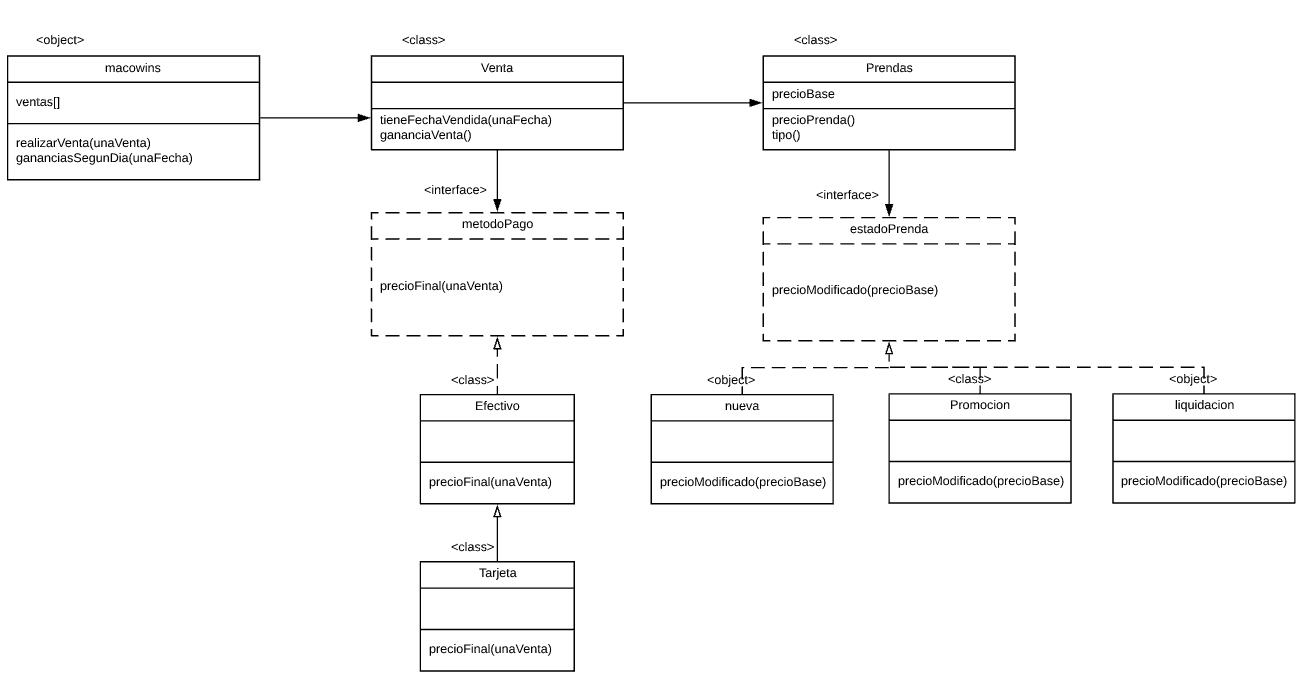 <object>
macowins
ventas[]
realizarVenta(unaVenta)
gananciasSegunDia(unaFecha)
<class>
Venta
tieneFechaVendida(unaFecha)
gananciaVenta()
<class>
Prendas
precioBase
precioPrenda()
tipo()
<interface>
metodoPago
precioFinal(unaVenta)
<interface>
estadoPrenda
precioModificado(precioBase)
<class>
Efectivo
precioFinal(unaVenta)
<object>
nueva
precioModificado(precioBase)
<class>
Promocion
precioModificado(precioBase)
<object>
liquidacion
precioModificado(precioBase)
<class>
Tarjeta
precioFinal(unaVenta)